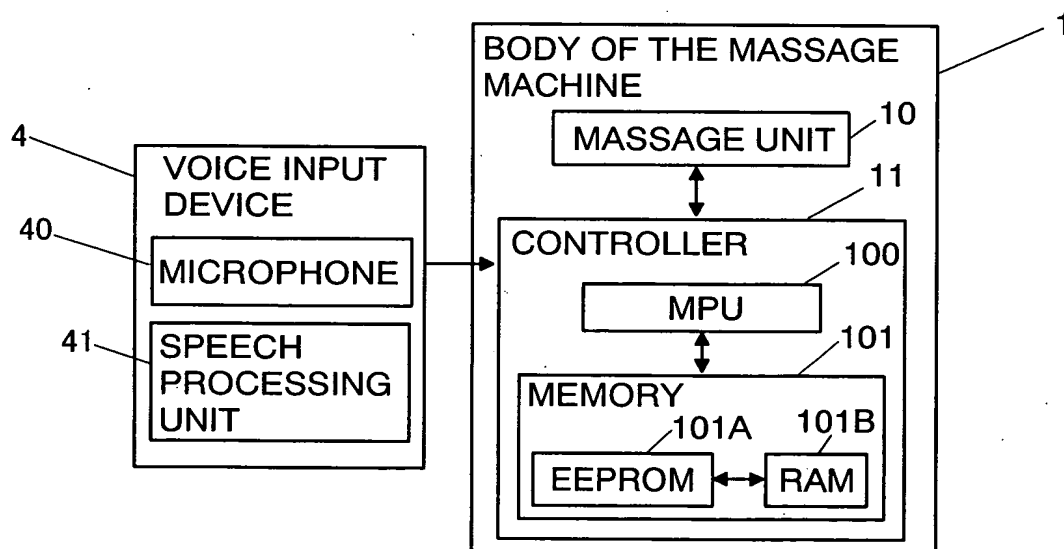 1
BODY OF THE MASSAGE
MACHINE
10
MASSAGE UNIT
4
VOICE INPUT
DEVICE
11
40
CONTROLLER
MICROPHONE
100
MPU
41
SPEECH
PROCESSING
UNIT
101
MEMORY
101A
101B
EEPROM
RAM